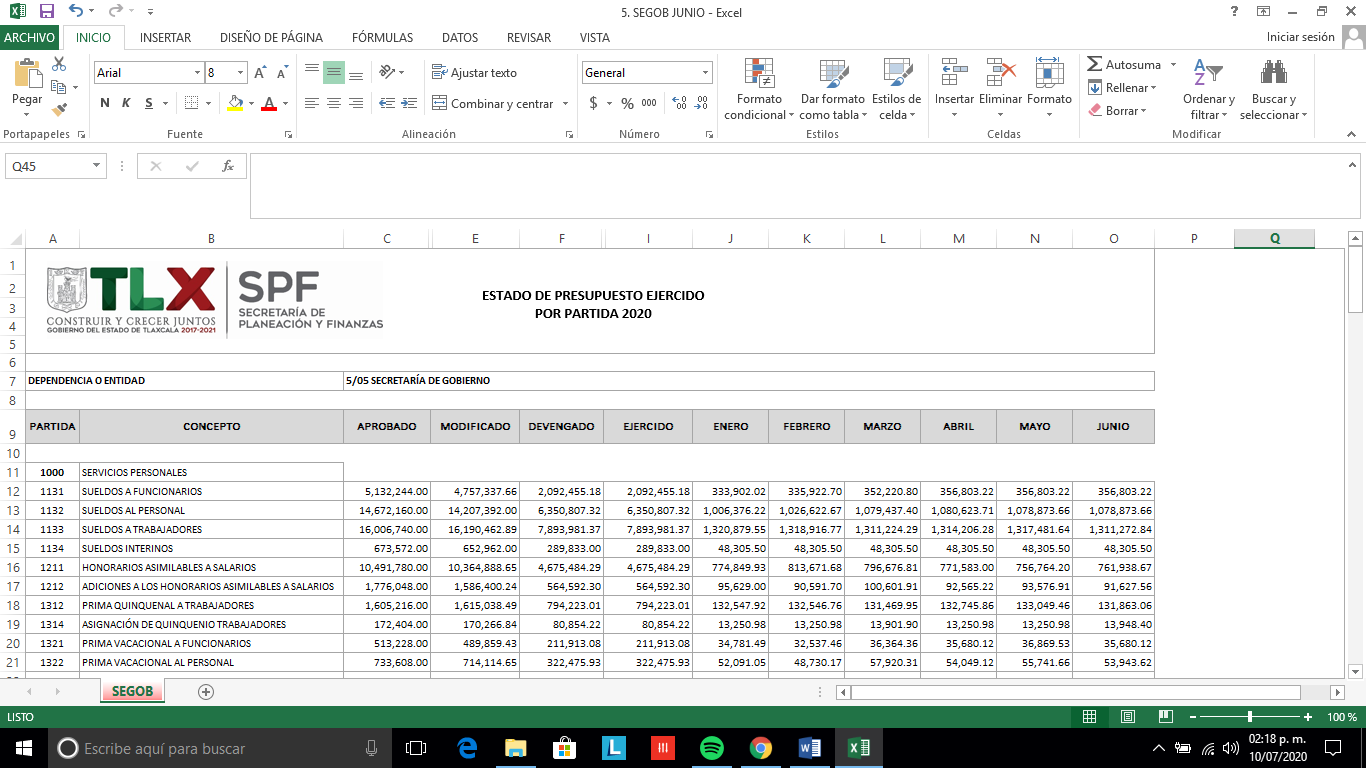 5. SEGOB JUNIO - Excel
ARCHIVO INICIO INSERTAR DISEÑO DE PÁGINA FÓRMULAS DATOS REVISAR VISTA Iniciar sesión
Pegar
Portapapeles
Arial 8
N K S
Fuente
Ajustar texto
Combinar y centrar
Alineación
General
$ % 000
Número
Formato condicional
Dar formato como tabla
Estilos de celda
Estilos
Insertar Eliminar Formato
Celdas
Autosuma
Rellenar
Borrar
Ordenar y filtrar
Buscar y seleccionar
Modificar
Q45 fx
A B C E F I J K L M N O P Q
1
2
3
4
5
TLX
CONSTRUIR Y CRECER JUNTOS
GOBIERNO DEL ESTADO DE TLAXCALA 2017-2021
SPF
SECRETARÍA DE
PLANEACIÓN Y FINANZAS
ESTADO DE PRESUPUESTO EJERCIDO
POR PARTIDA 2020
6
7 DEPENDENCIA O ENTIDAD 5/05 SECRETARÍA DE GOBIERNO
8
9 PARTIDA CONCEPTO APROBADO MODIFICADO DEVENGADO EJERCIDO ENERO FEBRERO MARZO ABRIL MAYO JUNIO
10
11 1000 SERVICIOS PERSONALES
12 1131 SUELDOS A FUNCIONARIOS 5,132,244.00 4,757,337.66 2,092,455.18 2,092,455.18 333,902.02 335,922.70 352,220.80 356,803.22 356,803.22 356,803.22
13 1132 SUELDOS AL PERSONAL 14,672,160.00 14,207,392.00 6,350,807.32 6,350,807.32 1,006,376.22 1,026,622.67 1,079,437.40 1,080,623.71 1,078,873.66 1,078,873.66
14 1133 SUELDOS A TRABAJADORES 16,006,740.00 16,190,462.89 7,893,981.37 7,893,981.37 1,320,879.55 1,318,916.77 1,311,224.29 1,314,206.28 1,317,481.64 1,311,272.84
15 1134 SUELDOS INTERINOS 673,572.00 652,962.00 289,833.00 289,833.00 48,305.50 48,305.50 48,305.50 48,305.50 48,305.50 48,305.50
16 1211 HONORARIOS ASIMILABLES A SALARIOS 10,491,780.00 10,364,888.65 4,675,484.29 4,675,484.29 774,849.93 813,671.68 796,676.81 771,583.00 756,764.20 761,938.67
17 1212 ADICIONES A LOS HONORARIOS ASIMILABLES A SALARIOS 1,776,048.00 1,586,400.24 564,592.30 564,592.30 95,629.00 90,591.70 100,601.91 92,565.22 93,576.91 91,627.56
18 1312 PRIMA QUINQUENAL A TRABAJADORES 1,605,216.00 1,615,038.49 794,223.01 794,223.01 132,547.92 132,546.76 131,469.95 132,745.86 133,049.46 131,863.06
19 1314 ASIGNACIÓN DE QUINQUENIO TRABAJADORES 172,404.00 170,266.84 80,854.22 80,854.22 13,250.98 13,250.98 13,901.90 13,250.98 13,250.98 13,948.40
20 1321 PRIMA VACACIONAL A FUNCIONARIOS 513,228.00 489,859.43 211,913.08 211,913.08 34,781.49 32,537.46 36,364.36 35,680.12 36,869.53 35,680.12
21 1322 PRIMA VACACIONAL AL PERSONAL 733,608.00 714,114.65 322,475.93 322,475.93 52,091.05 48,730.17 57,920.31 54,049.12 55,741.66 53,943.62
SEGOB
LISTO 100 %
Escribe aquí para buscar
02:18 p. m.
10/07/2020